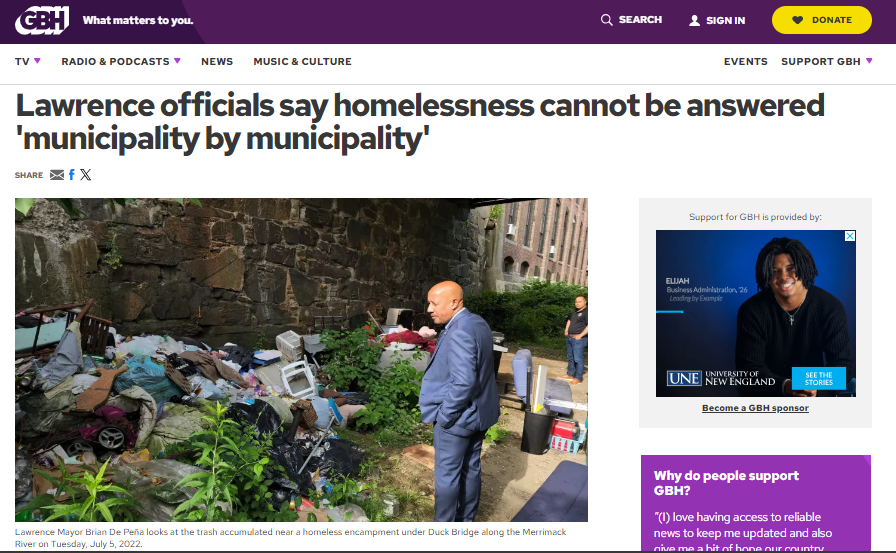 GBH
What matters to you.
SEARCH
SIGN IN
DONATE
TV
RADIO & PODCASTS
NEWS
MUSIC & CULTURE
EVENTS
SUPPORT GBH
Lawrence officials say homelessness cannot be answered
'municipality by municipality'
SHARE
Support for GBH is provided by:
ELIJAH
Business Administration, '26
Leading by Example
UNE
UNIVERSITY OF
NEW ENGLAND
SEE THE
STORIES
Become a GBH sponsor
Lawrence Mayor Brian De Peña looks at the trash accumulated near a homeless encampment under Duck Bridge along the Merrimack
River on Tuesday, July 5, 2022.
Why do people support
GBH?
"(I) love having access to reliable
news to keep me updated and also
give me a bit of hope our country